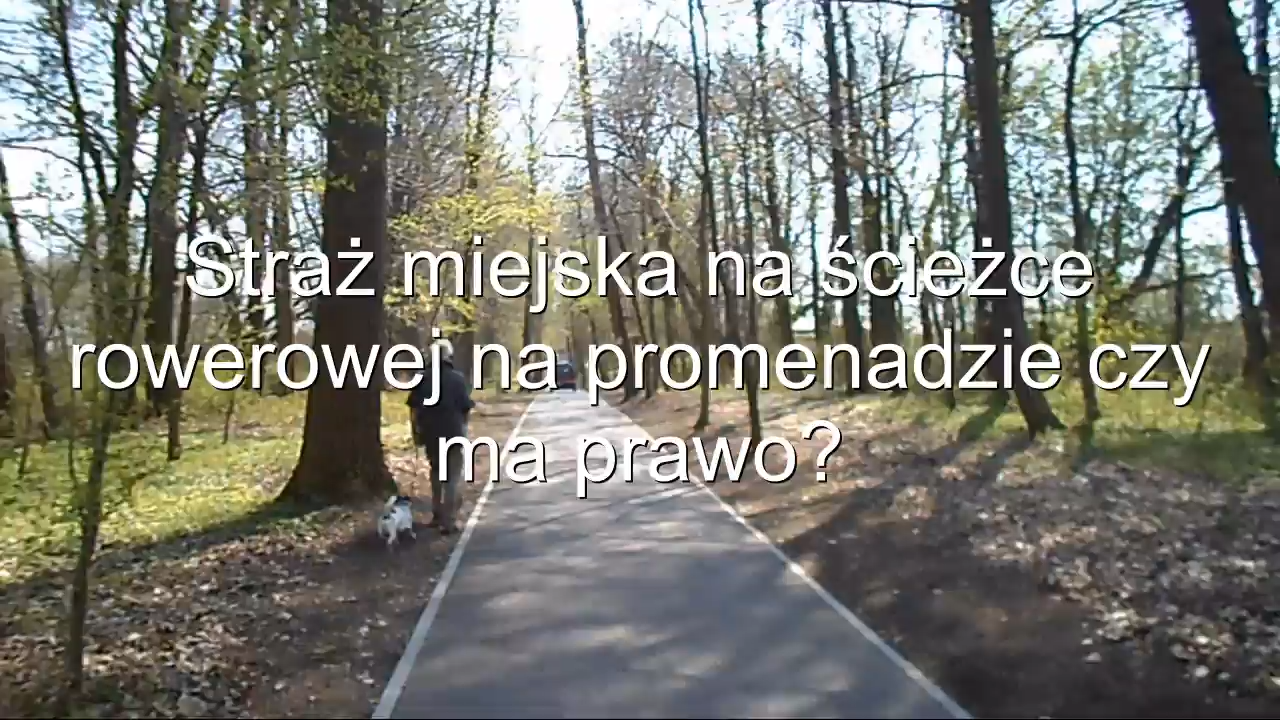 Straż miejska na ścieżce
rowerowej na promenadzie czy
ma prawo?